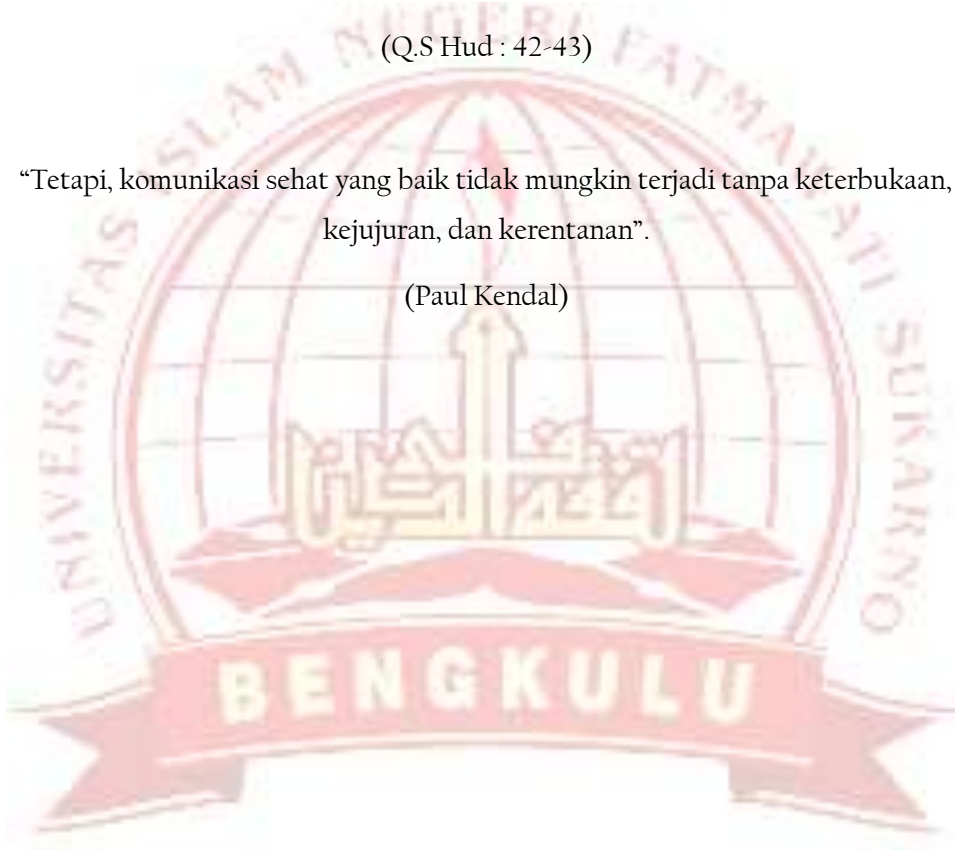 (Q.S Hud : 42-43)
“Tetapi, komunikasi sehat yang baik tidak mungkin terjadi tanpa keterbukaan,
kejujuran, dan kerentanan”.
(Paul Kendal)
UNIVERSITAS ISLAM NEGERI FATMAWATI SUKARNO
BENGKULU